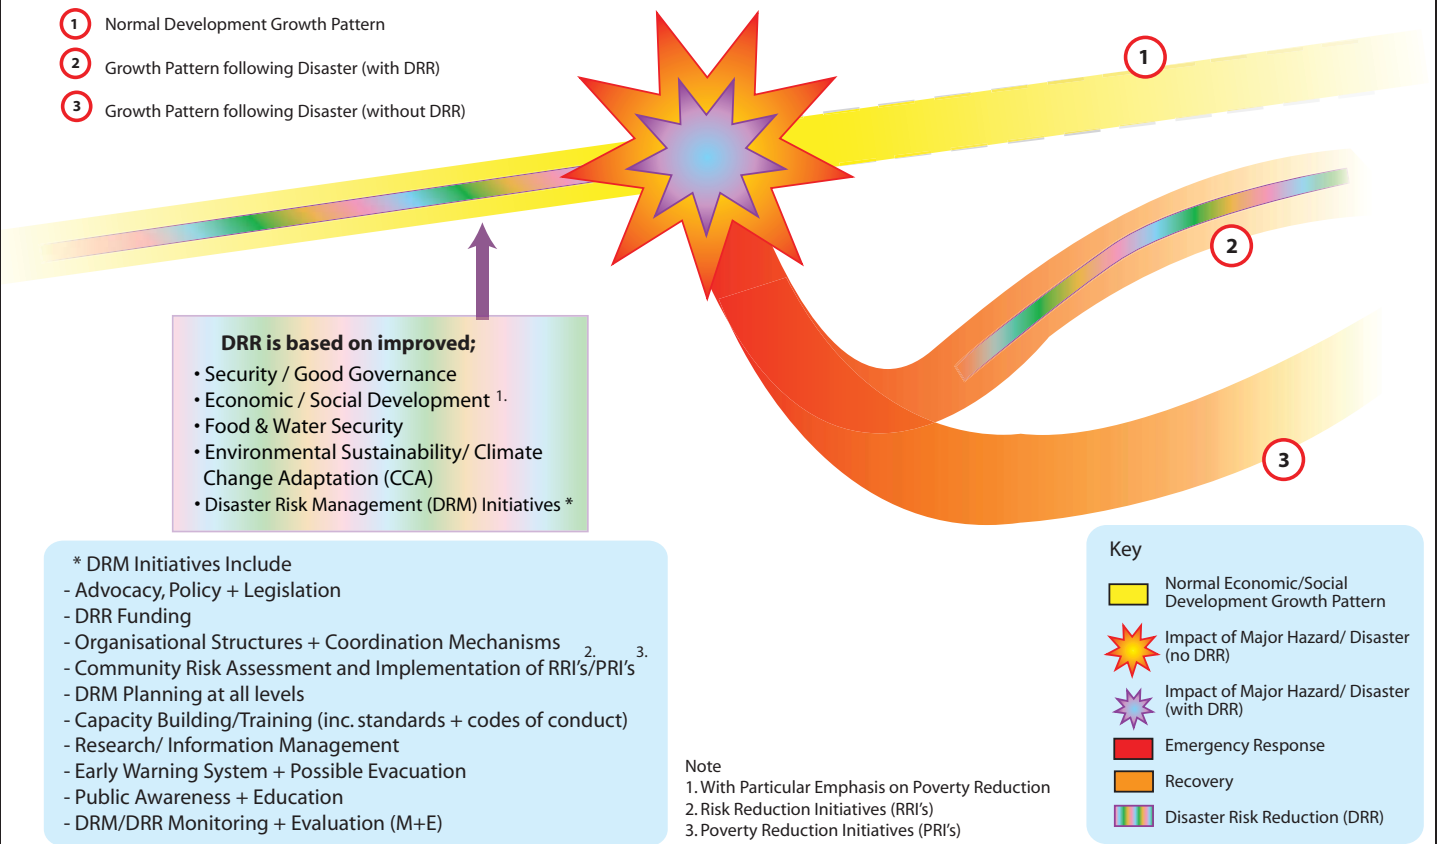 1 Normal Development Growth Pattern
2 Growth Pattern following Disaster (with DRR)
3 Growth Pattern following Disaster (without DRR)
1
2
3
DRR is based on improved;
• Security / Good Governance
• Economic / Social Development 1.
• Food & Water Security
• Environmental Sustainability/ Climate
Change Adaptation (CCA)
• Disaster Risk Management (DRM) Initiatives *
* DRM Initiatives Include
- Advocacy, Policy + Legislation
- DRR Funding
- Organisational Structures + Coordination Mechanisms
- Community Risk Assessment and Implementation of RRI's 2./PRI's 3.
- DRM Planning at all levels
- Capacity Building/Training (inc. standards + codes of conduct)
- Research/ Information Management
- Early Warning System + Possible Evacuation
- Public Awareness + Education
- DRM/DRR Monitoring + Evaluation (M+E)
Note
1. With Particular Emphasis on Poverty Reduction
2. Risk Reduction Initiatives (RRI's)
3. Poverty Reduction Initiatives (PRI's)
Key
Normal Economic/Social
Development Growth Pattern
Impact of Major Hazard/ Disaster
(no DRR)
Impact of Major Hazard/ Disaster
(with DRR)
Emergency Response
Recovery
Disaster Risk Reduction (DRR)